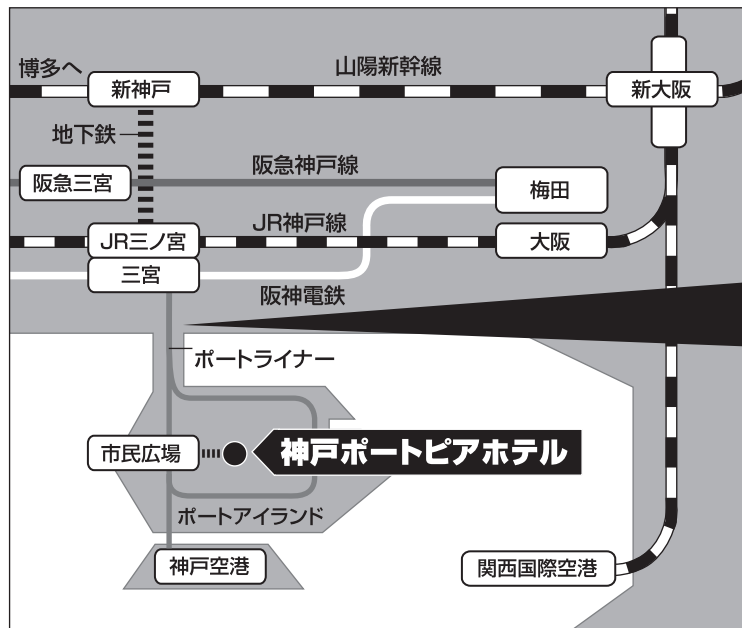 博多へ
山陽新幹線
新神戸
新大阪
地下鉄
阪急神戸線
阪急三宮
梅田
JR神戸線
JR三ノ宮
大阪
三宮
阪神電鉄
ポートライナー
市民広場
神戸ポートピアホテル
ポートアイランド
神戸空港
関西国際空港